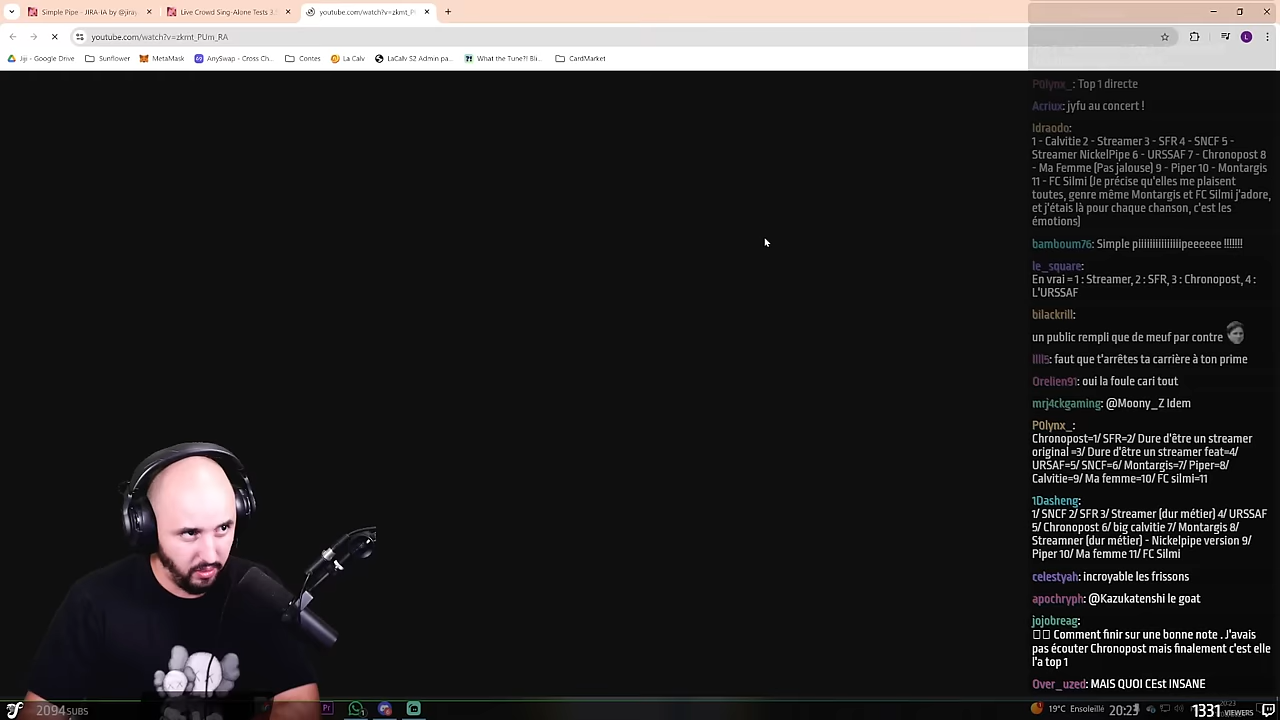 Simple Pipe - JIRA-IA by @jiray
Live Crowd Sing-Alone Tests 3.
youtube.com/watch?v=zkmt_P
youtube.com/watch?v=zkmt_PUm_RA
Jiji - Google Drive
Sunflower
MetaMask
AnySwap - Cross Ch...
Contes
La Calv
LaCalv S2 Admin pa...
What the Tune?! Bli...
CardMarket
P0lynx_: Top 1 directe
Acriux: jyfu au concert !
Idraodo:
1 - Calvitie 2 - Streamer 3 - SFR 4 - SNCF 5 -
Streamer NickelPipe 6 - URSSAF 7 - Chronopost 8
- Ma Femme (Pas jalouse) 9 - Piper 10 - Montargis
11 - FC Silmi (Je précise qu'elles me plaisent
toutes, genre même Montargis et FC Silmi j'adore,
et j'étais là pour chaque chanson, c'est les
émotions)
bamboum76: Simple piiiiiiiiiiiiiiipeeeeee !!!!!!!
le_square:
En vrai = 1 : Streamer, 2 : SFR, 3 : Chronopost, 4 :
L'URSSAF
bilackrill:
un public rempli que de meuf par contre
faut que t'arrêtes ta carrière à ton prime
Orelien91: oui la foule cari tout
mrj4ckgaming: @Moony_Z Idem
P0lynx_:
Chronopost=1/ SFR=2/ Dure d'être un streamer
original =3/ Dure d'être un streamer feat=4/
URSAF=5/ SNCF=6/ Montargis=7/ Piper=8/
Calvitie=9/ Ma femme=10/ FC silmi=11
1Dasheng:
1/ SNCF 2/ SFR 3/ Streamer (dur métier) 4/ URSSAF
5/ Chronopost 6/ big calvitie 7/ Montargis 8/
Streamner (dur métier) - Nickelpipe version 9/
Piper 10/ Ma femme 11/ FC Silmi
celestyah: incroyable les frissons
apochryph: @Kazukatenshi le goat
jojobreag:
Comment finir sur une bonne note . J'avais
pas écouter Chronopost mais finalement c'est elle
l'a top 1
Over_uzed: MAIS QUOI CEst INSANE
2094 SUBS
Pr
19°C Ensoleillé
20:23
1331 VIEWERS